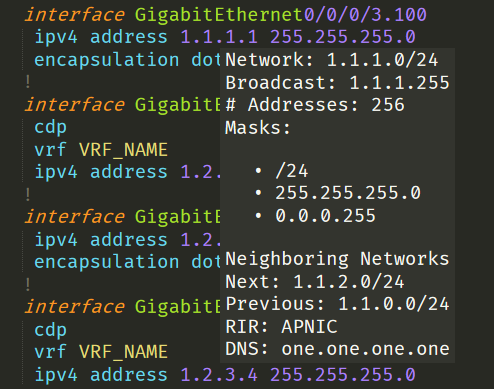 interface GigabitEthernet0/0/0/3.100
ipv4 address 1.1.1.1 255.255.255.0
encapsulation dot
!
interface GigabitE
cdp
vrf VRF_NAME
ipv4 address 1.2.
!
interface GigabitE
ipv4 address 1.2.
encapsulation dot
!
interface GigabitE
cdp
vrf VRF_NAME
ipv4 address 1.2.3.4 255.255.255.0
Network: 1.1.1.0/24
Broadcast: 1.1.1.255
# Addresses: 256
Masks:
• /24
• 255.255.255.0
• 0.0.0.255
Neighboring Networks
Next: 1.1.2.0/24
Previous: 1.1.0.0/24
RIR: APNIC
DNS: one.one.one.one